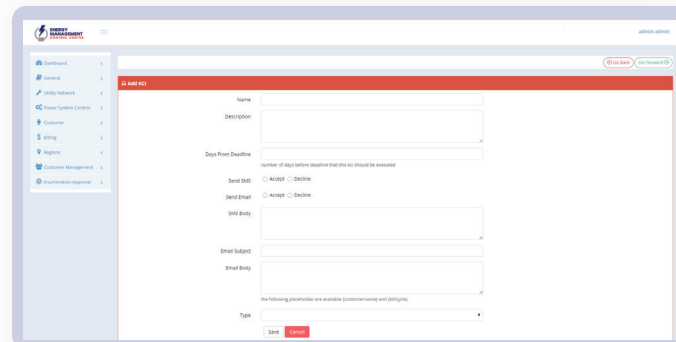 ENERGY
MANAGEMENT
CONTROL CENTER
admin admin
Dashboard
General
Utility Network
Power System Control
Customer
Billing
Regions
Customer Management
Enumeration Approval
Go Back
Go Forward
Add KCI
Name
Description
Days From Deadline
number of days before deadline that this kci should be executed
Send SMS
Accept
Decline
Send Email
Accept
Decline
SMS Body
Email Subject
Email Body
the following placeholder are available {customername} and {billcycle}
Type
Save
Cancel